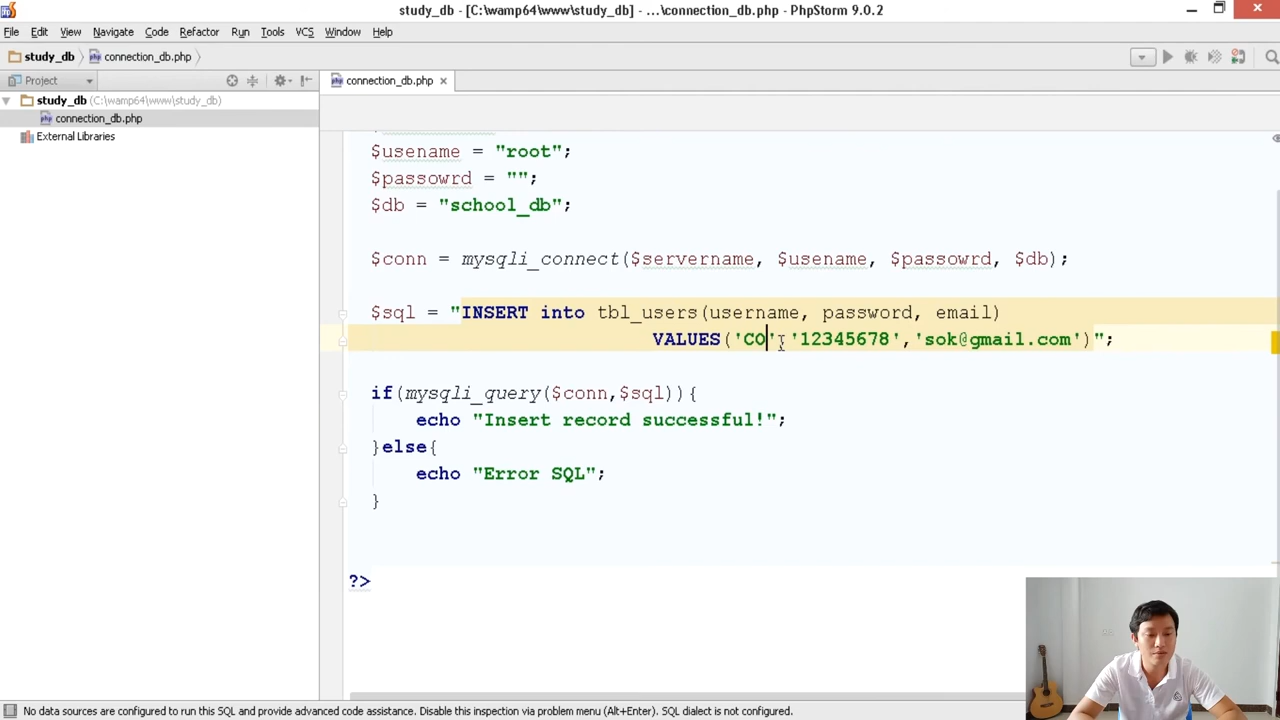 study_db - [C:\wamp64\www\study_db] - ...\connection_db.php - PhpStorm 9.0.2
File Edit View Navigate Code Refactor Run Tools VCS Window Help
study_db connection_db.php
Project
connection_db.php
study_db (C:\wamp64\www\study_db)
connection_db.php
External Libraries
$usename = "root";
$passowrd = "";
$db = "school_db";
$conn = mysqli_connect($servername, $usename, $passowrd, $db);
$sql = "INSERT into tbl_users(username, password, email)
VALUES('CO','12345678','sok@gmail.com')";
if(mysqli_query($conn,$sql)){
echo "Insert record successful!";
}else{
echo "Error SQL";
}
?>
No data sources are configured to run this SQL and provide advanced code assistance. Disable this inspection via problem menu (Alt+Enter). SQL dialect is not configured.